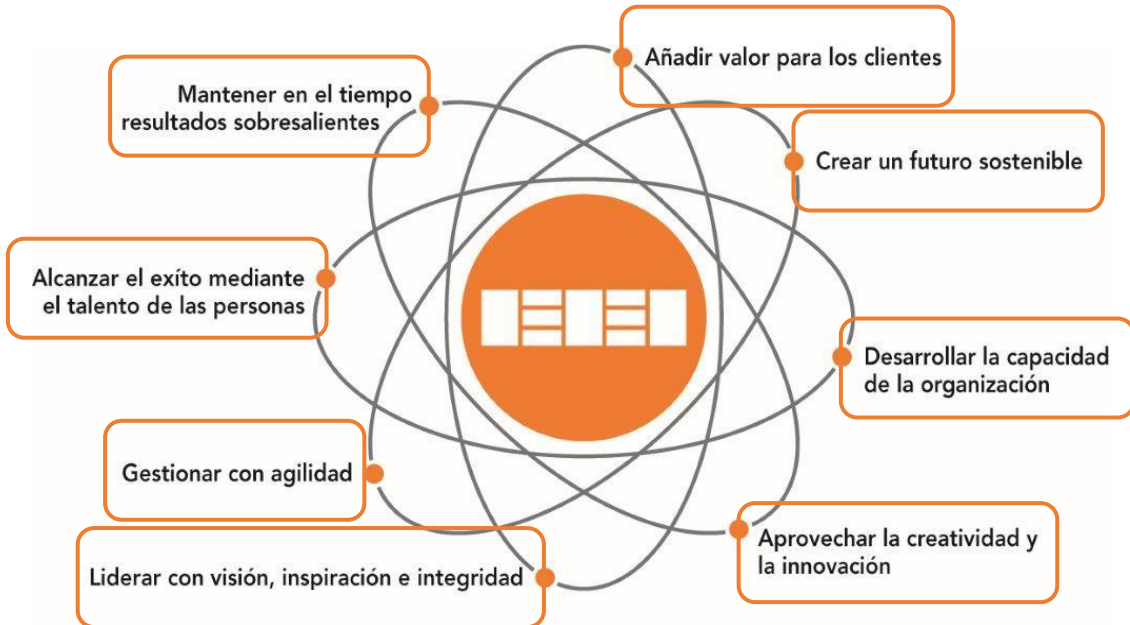 Añadir valor para los clientes
Mantener en el tiempo
resultados sobresalientes
Crear un futuro sostenible
Alcanzar el exíto mediante
el talento de las personas
Desarrollar la capacidad
de la organización
Gestionar con agilidad
Aprovechar la creatividad y
la innovación
Liderar con visión, inspiración e integridad